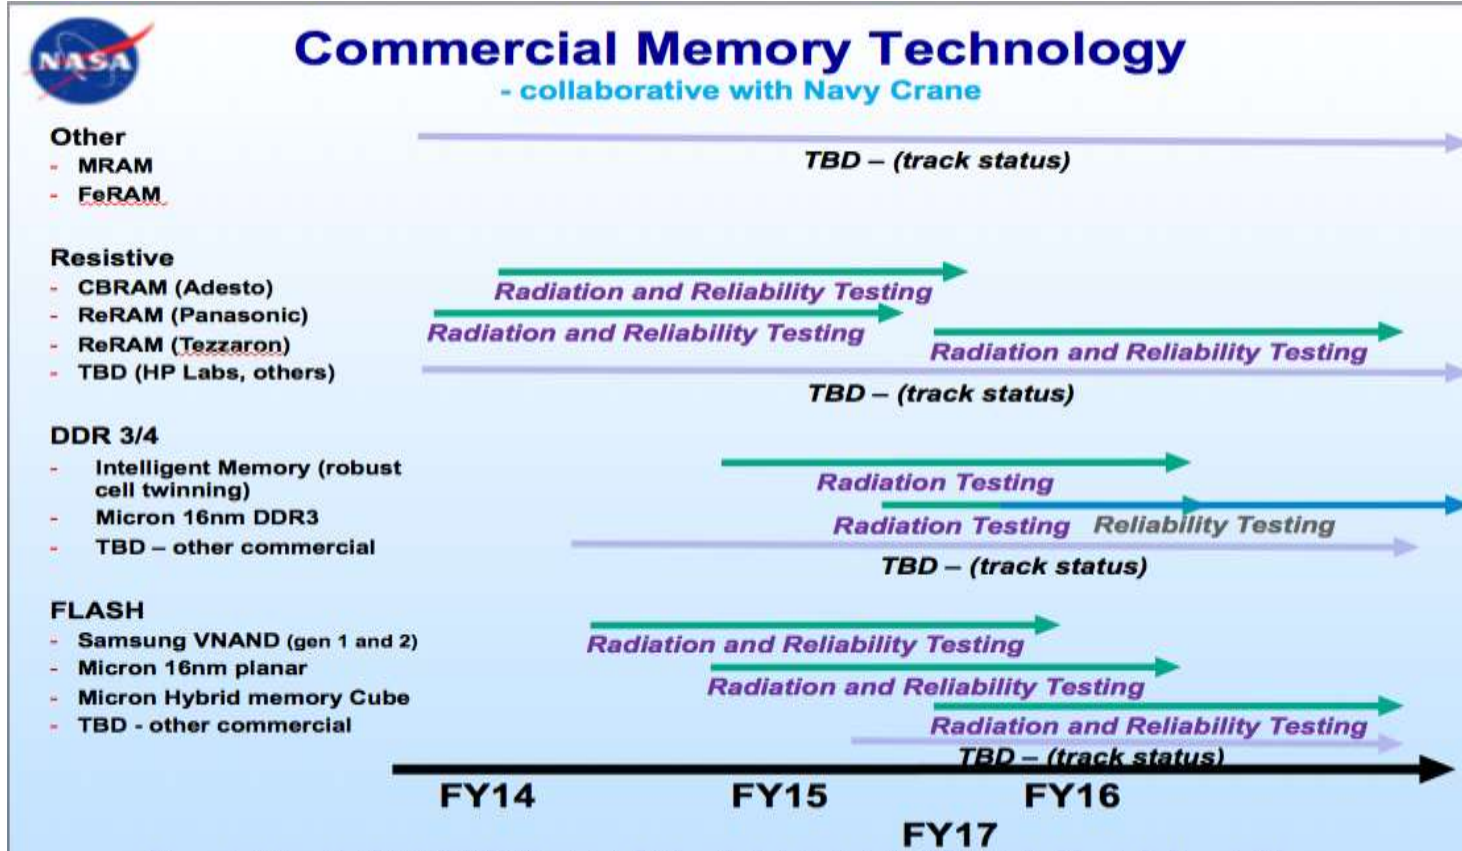 NASA
Commercial Memory Technology
- collaborative with Navy Crane
Other
- MRAM
- FeRAM
TBD – (track status)
Resistive
- CBRAM (Adesto)
- ReRAM (Panasonic)
- ReRAM (Tezzaron)
- TBD (HP Labs, others)
Radiation and Reliability Testing
Radiation and Reliability Testing
Radiation and Reliability Testing
TBD – (track status)
DDR 3/4
- Intelligent Memory (robust
cell twinning)
- Micron 16nm DDR3
- TBD – other commercial
Radiation Testing
Radiation Testing
Reliability Testing
TBD – (track status)
FLASH
- Samsung VNAND (gen 1 and 2)
- Micron 16nm planar
- Micron Hybrid memory Cube
- TBD - other commercial
Radiation and Reliability Testing
Radiation and Reliability Testing
Radiation and Reliability Testing
TBD – (track status)
FY14
FY15
FY16
FY17